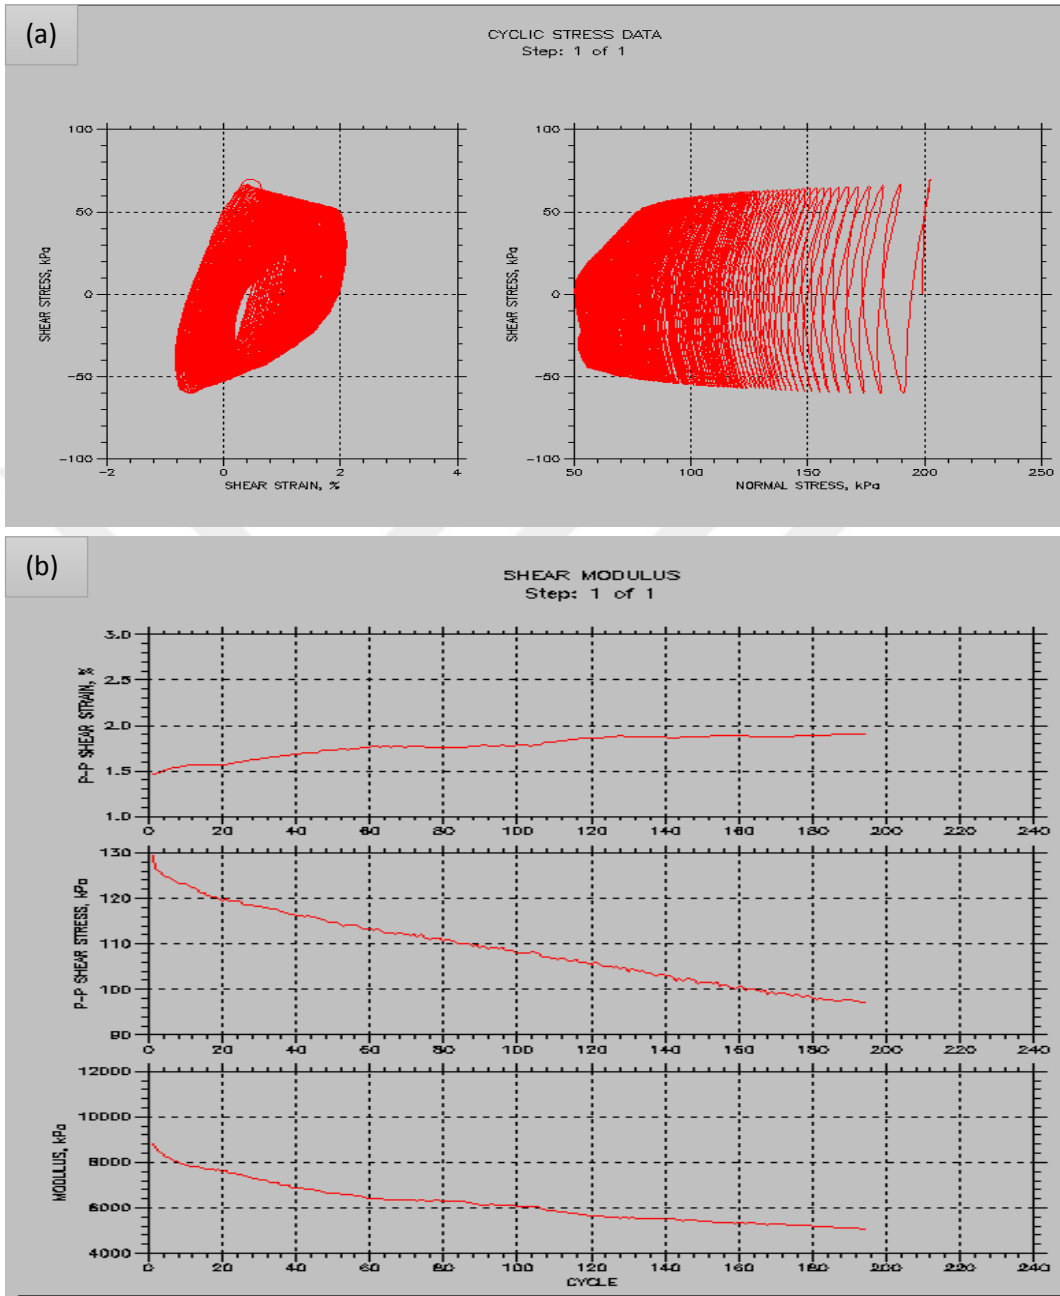 (a)
CYCLIC STRESS DATA
Step: 1 of 1
SHEAR STRESS, kPa
100
50
0
-50
-100
-2 0 2 4
SHEAR STRAIN, %
SHEAR STRESS, kPa
100
50
0
-50
-100
50 100 150 200 250
NORMAL STRESS, kPa
(b)
SHEAR MODULUS
Step: 1 of 1
P-P SHEAR STRAIN, %
3.0
2.5
2.0
1.5
1.0
0 20 40 60 80 100 120 140 160 180 200 220 240
P-P SHEAR STRESS, kPa
130
120
110
100
90
0 20 40 60 80 100 120 140 160 180 200 220 240
MODULUS, kPa
12000
10000
8000
6000
4000
0 20 40 60 80 100 120 140 160 180 200 220 240
CYCLE